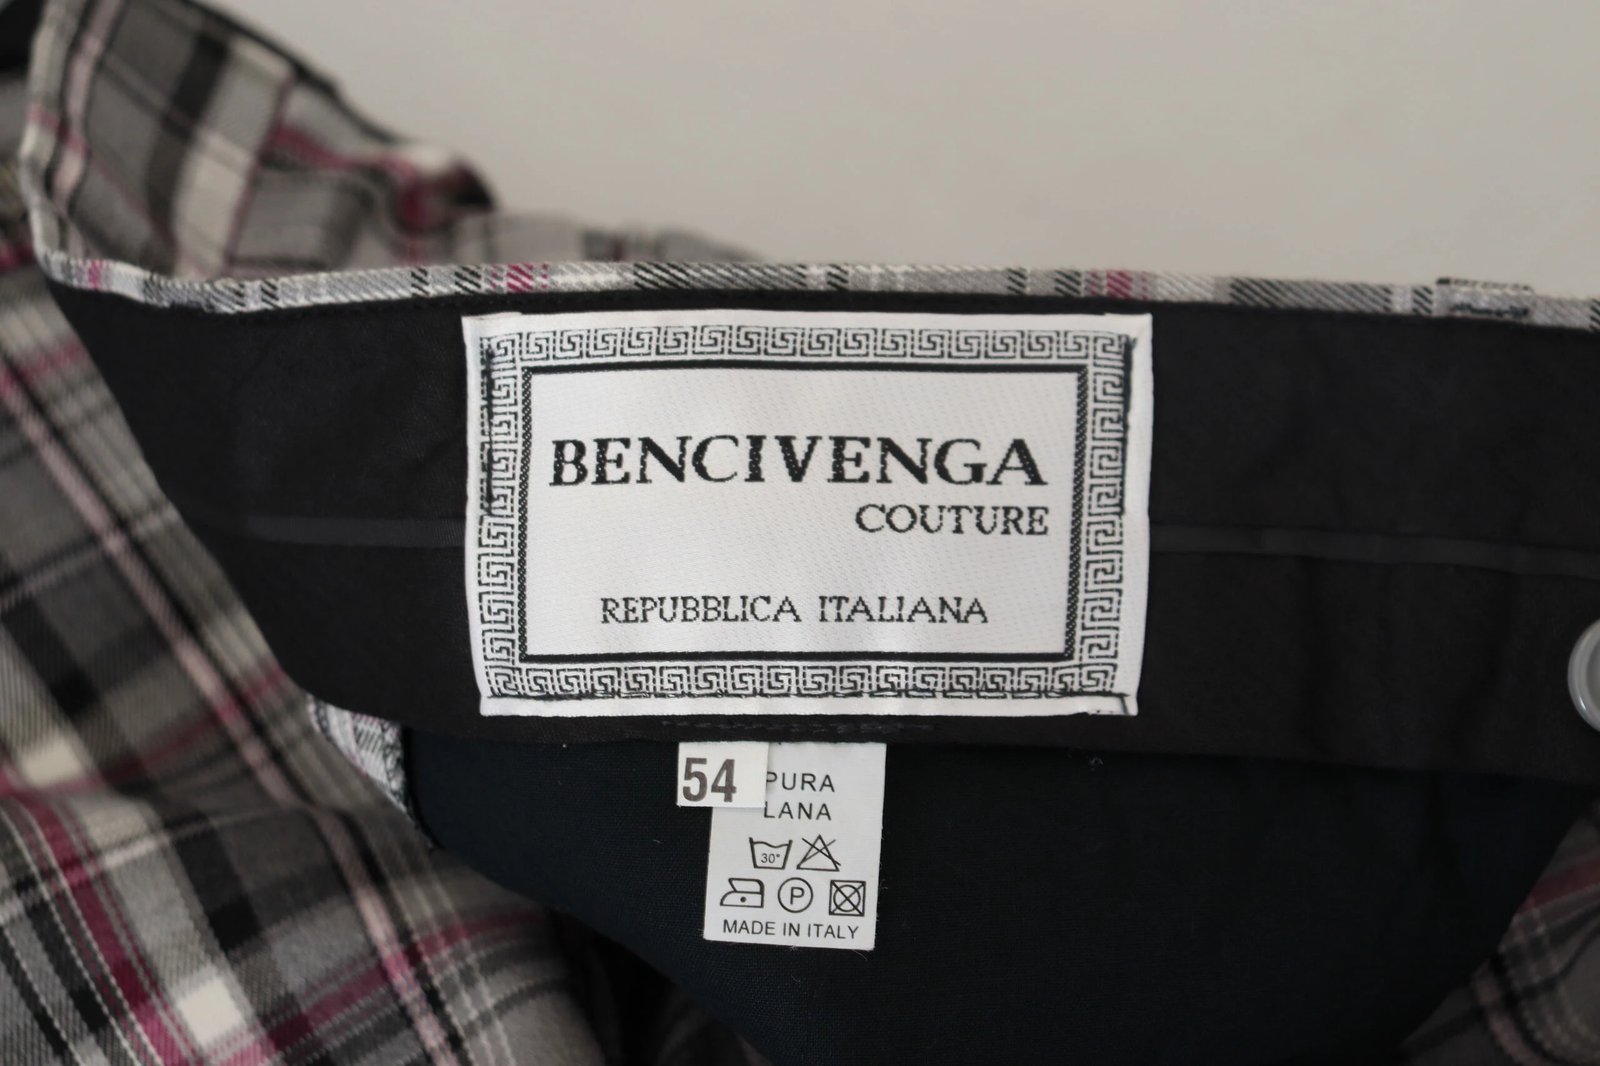 BENCIVENGA
COUTURE
REPUBBLICA ITALIANA
54
PURA
LANA
30°
P
MADE IN ITALY